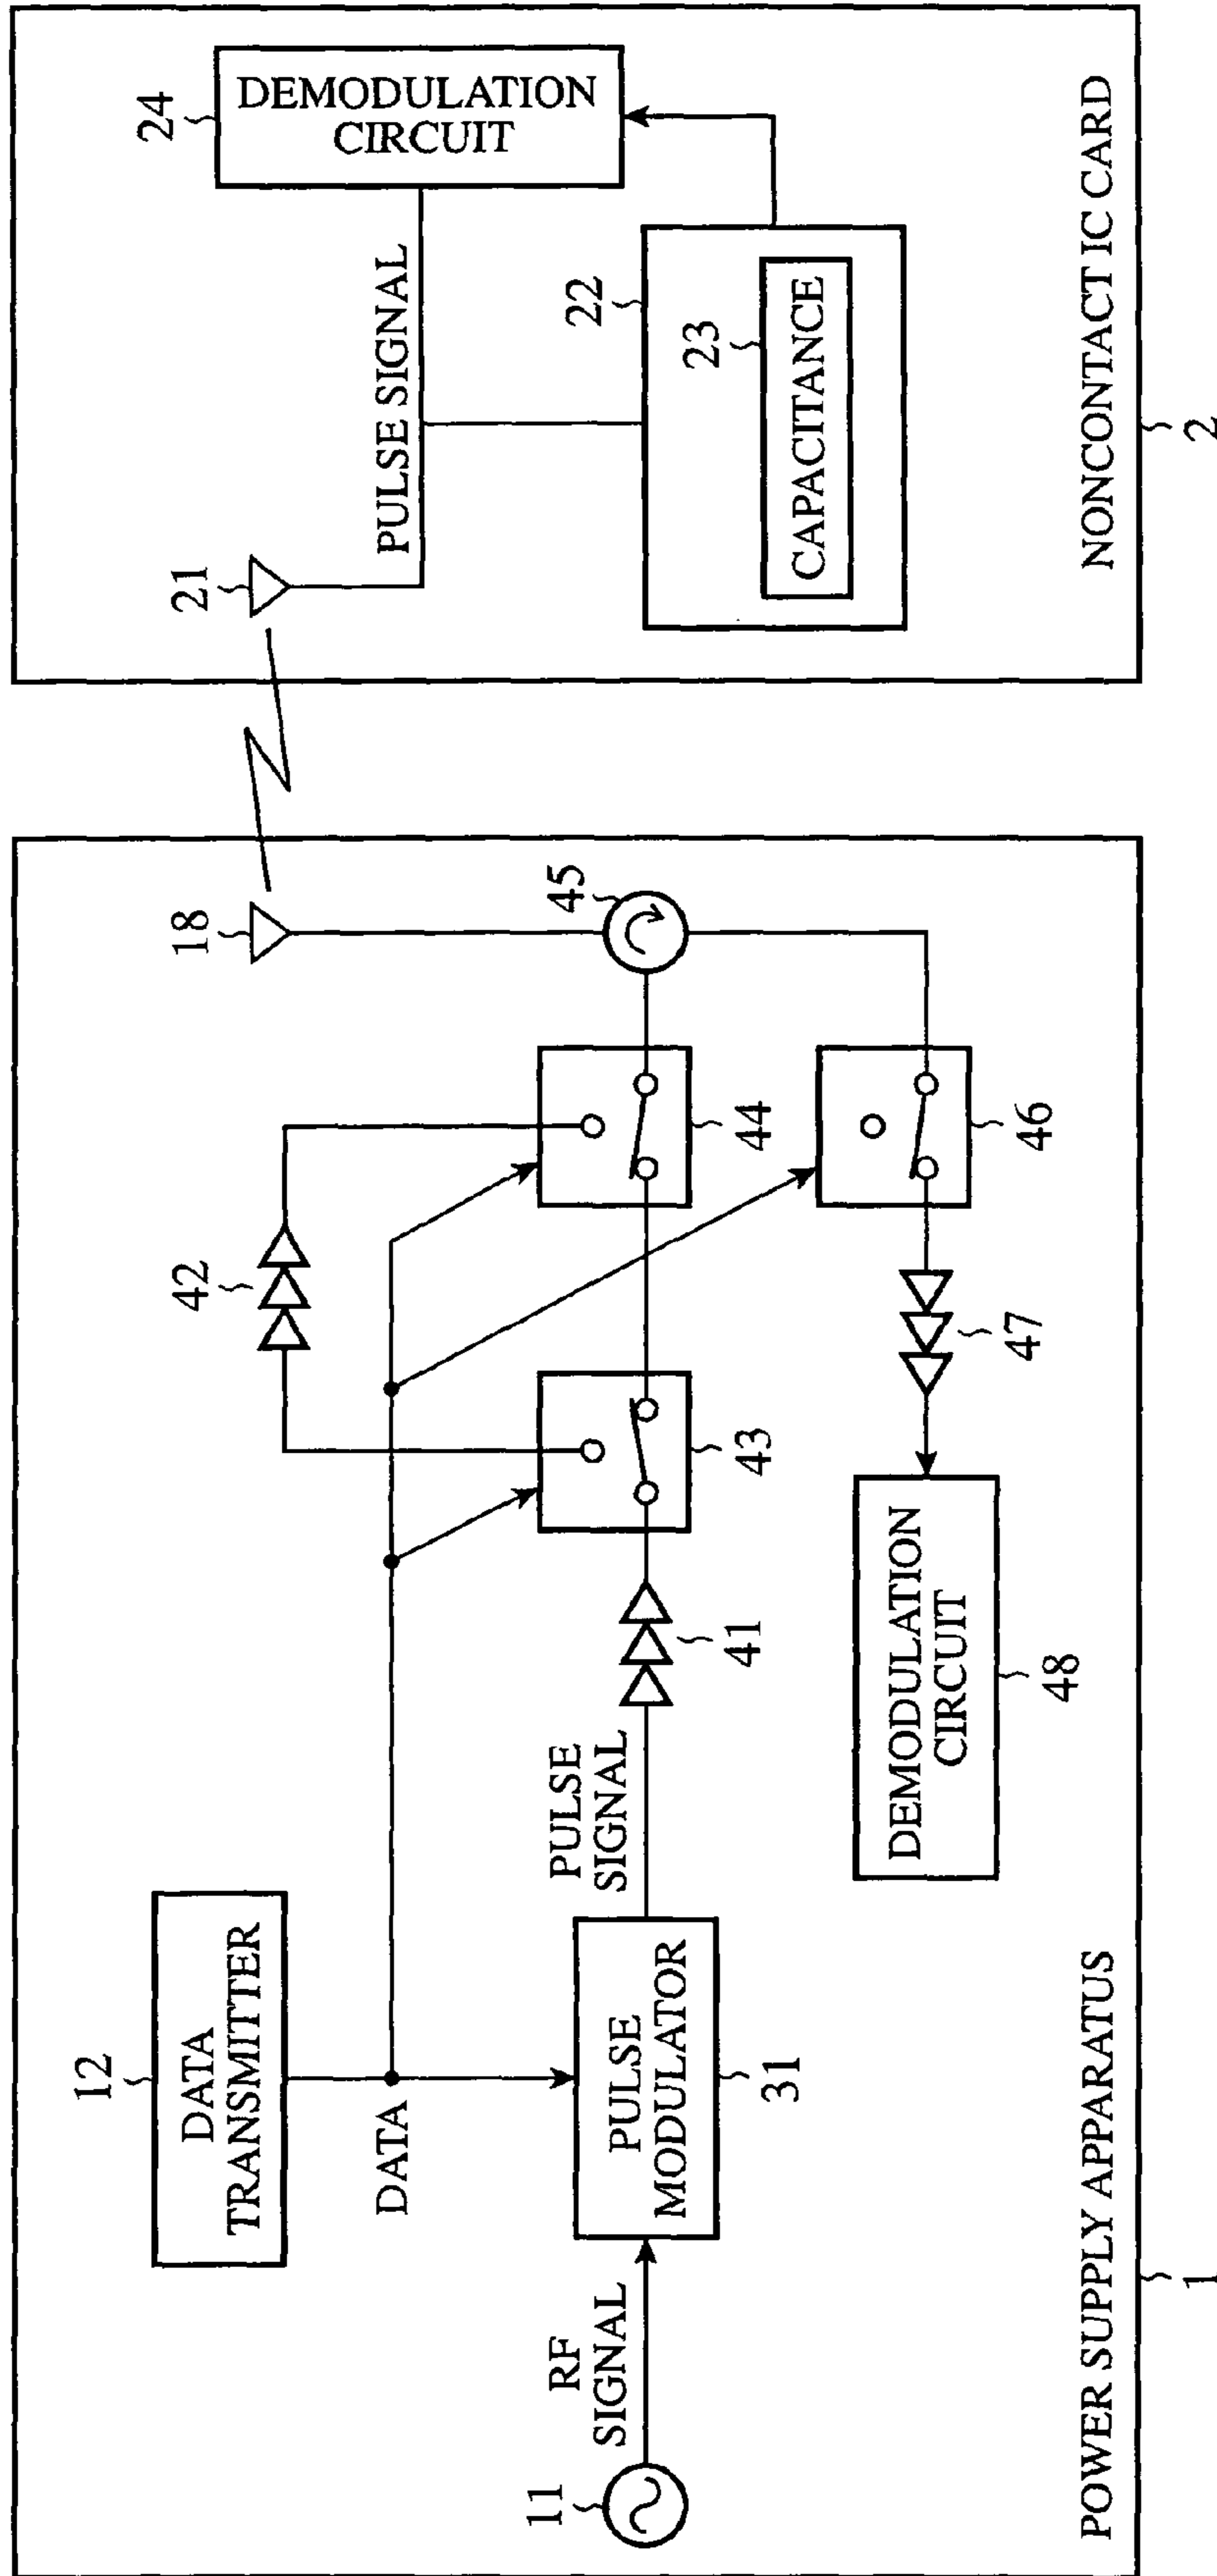 12
DATA
TRANSMITTER
DATA
11
RF
SIGNAL
PULSE
MODULATOR
31
PULSE
SIGNAL
41
42
43
44
18
45
46
47
DEMODULATION
CIRCUIT
48
POWER SUPPLY APPARATUS
1
21
PULSE SIGNAL
24
DEMODULATION
CIRCUIT
22
23
CAPACITANCE
NONCONTACT IC CARD
2